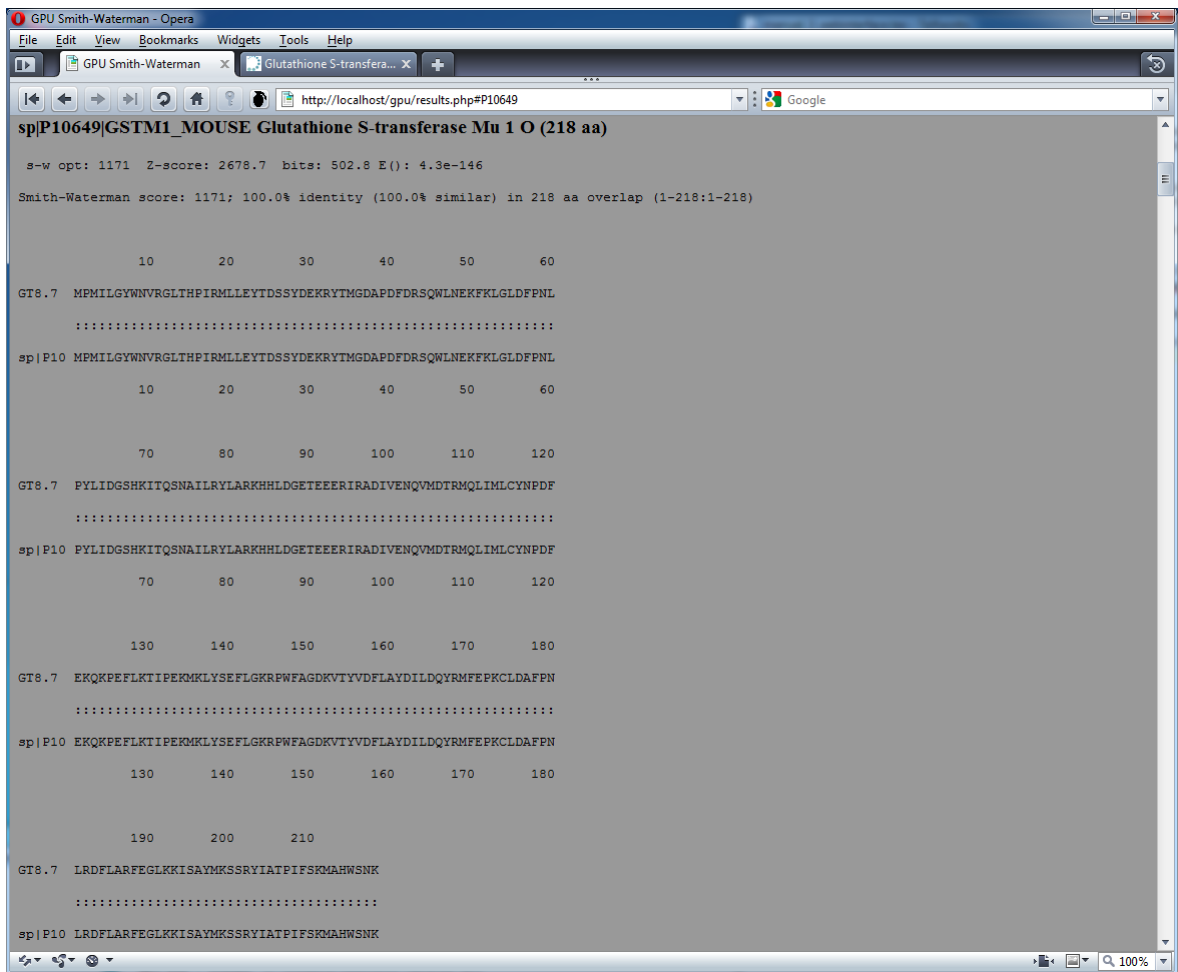 GPU Smith-Waterman - Opera
File Edit View Bookmarks Widgets Tools Help
GPU Smith-Waterman X Glutathione S-transfera... X
http://localhost/gpu/results.php#P10649 Google
sp|P10649|GSTM1_MOUSE Glutathione S-transferase Mu 1 O (218 aa)
s-w opt: 1171 Z-score: 2678.7 bits: 502.8 E(): 4.3e-146
Smith-Waterman score: 1171; 100.0% identity (100.0% similar) in 218 aa overlap (1-218:1-218)
10 20 30 40 50 60
GT8.7 MPMILGYWNVRGLTHPIRMLLEYTDSSYDEKRYTMGDAPDFDRSQWLNEKFKLGLDFPNL
::::::::::::::::::::::::::::::::::::::::::::::::::::::::::::
sp|P10 MPMILGYWNVRGLTHPIRMLLEYTDSSYDEKRYTMGDAPDFDRSQWLNEKFKLGLDFPNL
10 20 30 40 50 60
70 80 90 100 110 120
GT8.7 PYLIDGSHKITQSNAILRYLARKHHLDGETEEERIRADIVENQVMDTRMQLIMLCYNPDF
::::::::::::::::::::::::::::::::::::::::::::::::::::::::::::
sp|P10 PYLIDGSHKITQSNAILRYLARKHHLDGETEEERIRADIVENQVMDTRMQLIMLCYNPDF
70 80 90 100 110 120
130 140 150 160 170 180
GT8.7 EKQKPEFLKTIPEKMKLYSEFLGKRPWFAGDKVTYVDFLAYDILDQYRMFEPKCLDAFPN
::::::::::::::::::::::::::::::::::::::::::::::::::::::::::::
sp|P10 EKQKPEFLKTIPEKMKLYSEFLGKRPWFAGDKVTYVDFLAYDILDQYRMFEPKCLDAFPN
130 140 150 160 170 180
190 200 210
GT8.7 LRDFLARFEGLKKISAYMKSSRYIATPIFSKMAHWSNK
::::::::::::::::::::::::::::::::::::::
sp|P10 LRDFLARFEGLKKISAYMKSSRYIATPIFSKMAHWSNK
100%